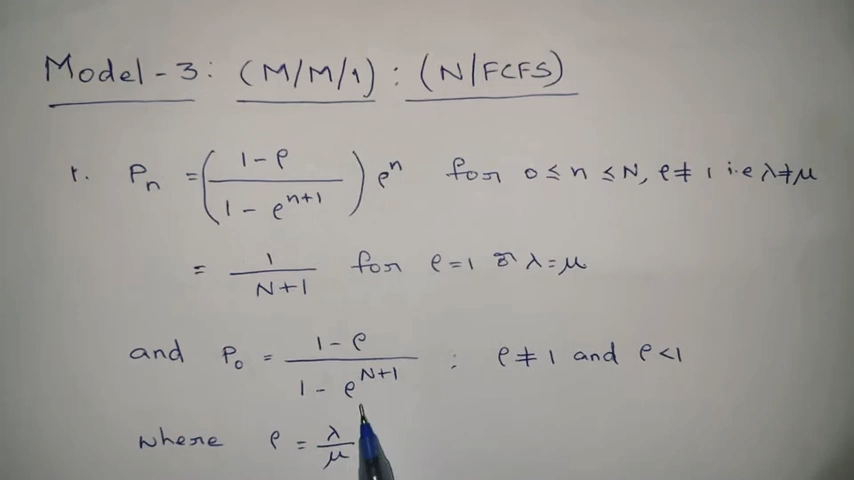 Model - 3 : (M/M/1) : (N/FCFS)
1. Pn = ( 1-ρ / 1-ρ^(n+1) ) ρ^n for 0 ≤ n ≤ N, ρ ≠ 1 i.e λ≠μ
= 1 / N+1 for ρ=1 or λ=μ
and P0 = 1-ρ / 1-ρ^(N+1) : ρ ≠ 1 and ρ<1
where ρ = λ/μ